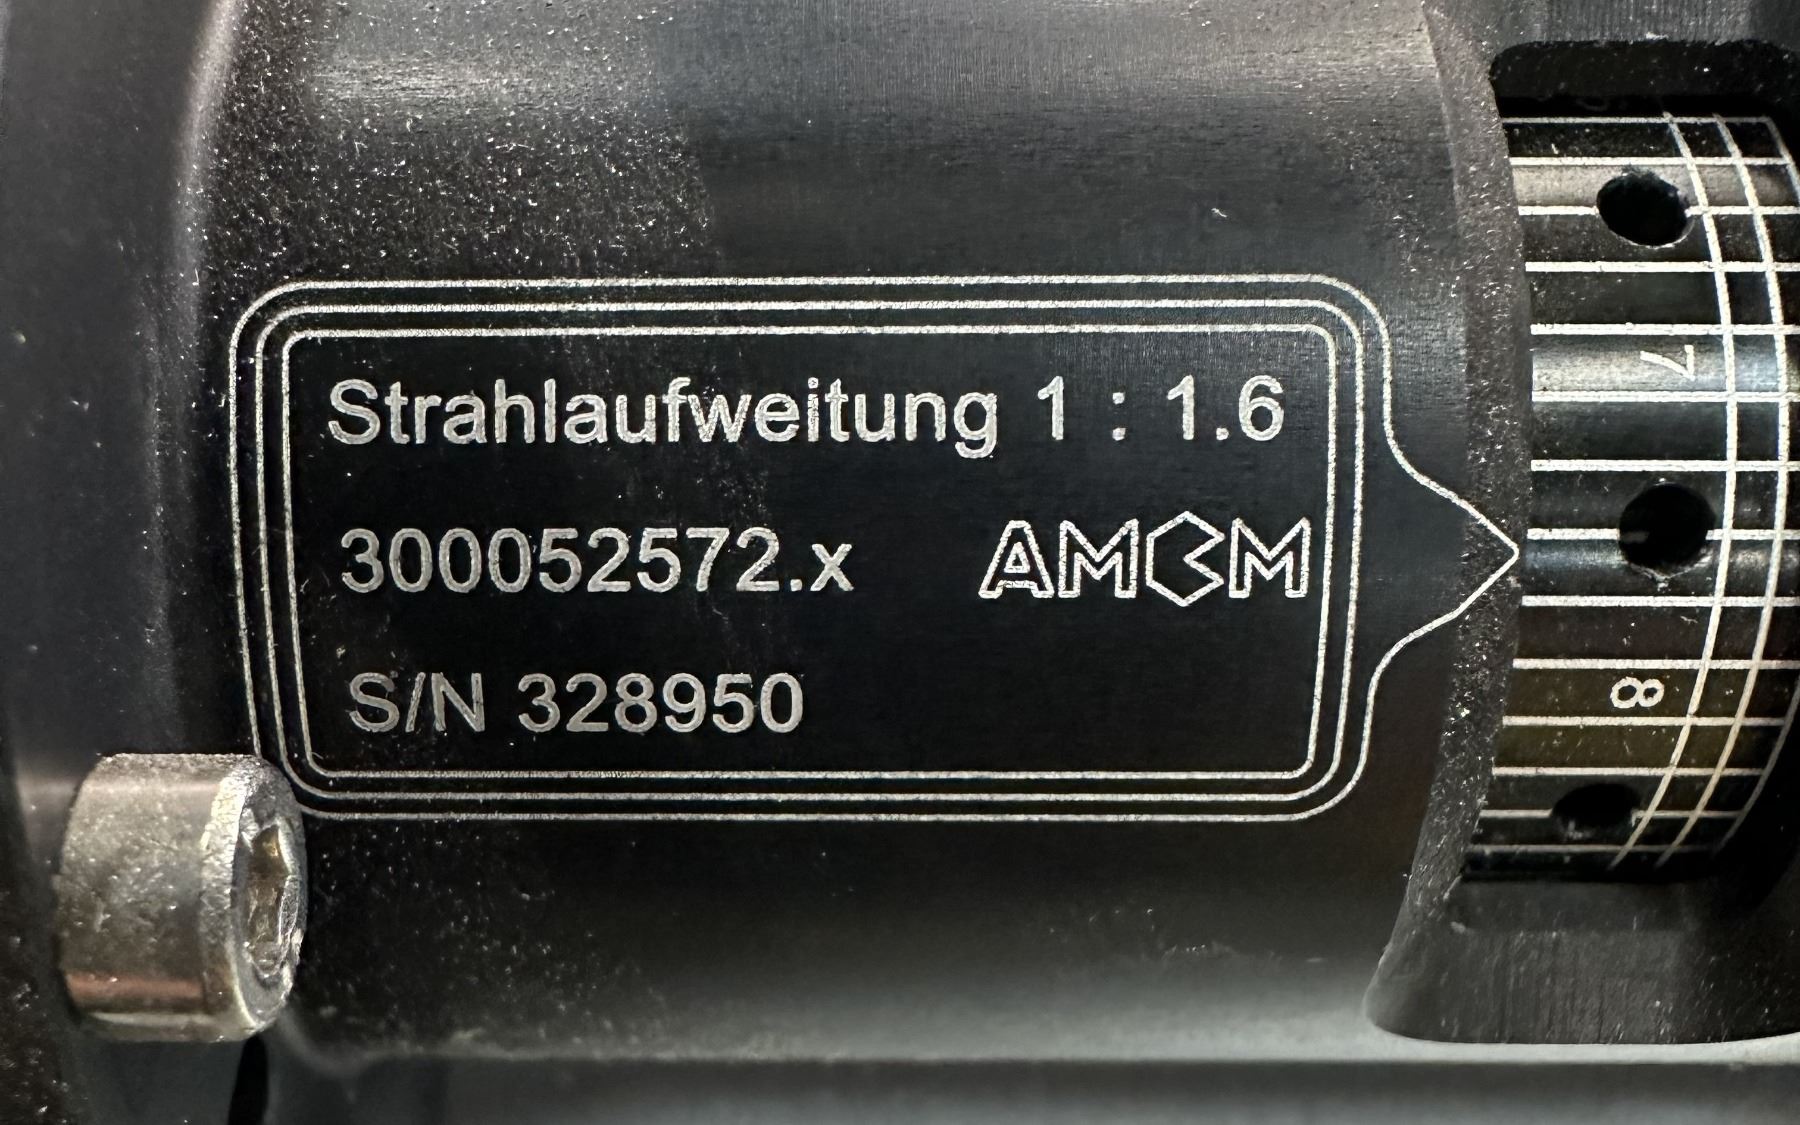 Strahlaufweitung 1 : 1.6
300052572.x AMCM
S/N 328950
7
8